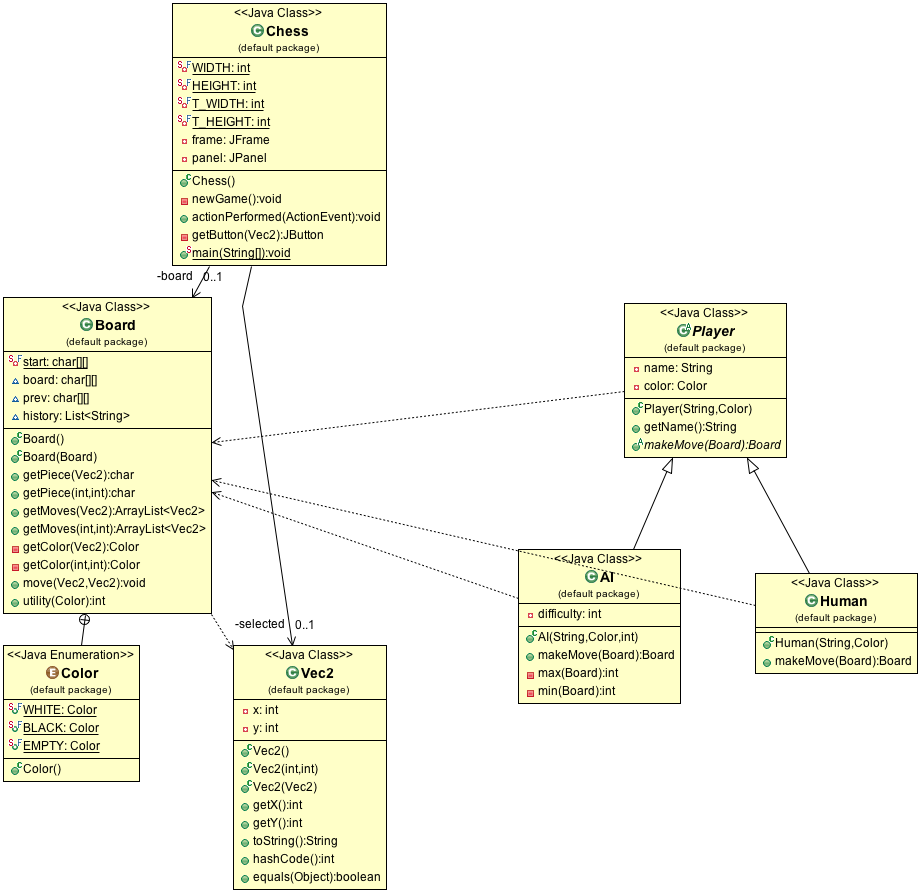 <<Java Class>>
Chess
(default package)
WIDTH: int
HEIGHT: int
T_WIDTH: int
T_HEIGHT: int
frame: JFrame
panel: JPanel
Chess()
newGame():void
actionPerformed(ActionEvent):void
getButton(Vec2):JButton
main(String[]):void
-board 0..1
<<Java Class>>
Board
(default package)
start: char[][]
board: char[][]
prev: char[][]
history: List<String>
Board()
Board(Board)
getPiece(Vec2):char
getPiece(int,int):char
getMoves(Vec2):ArrayList<Vec2>
getMoves(int,int):ArrayList<Vec2>
getColor(Vec2):Color
getColor(int,int):Color
move(Vec2,Vec2):void
utility(Color):int
<<Java Class>>
Player
(default package)
name: String
color: Color
Player(String,Color)
getName():String
makeMove(Board):Board
<<Java Class>>
AI
(default package)
difficulty: int
AI(String,Color,int)
makeMove(Board):Board
max(Board):int
min(Board):int
<<Java Class>>
Human
(default package)
Human(String,Color)
makeMove(Board):Board
-selected 0..1
<<Java Enumeration>>
Color
(default package)
WHITE: Color
BLACK: Color
EMPTY: Color
Color()
<<Java Class>>
Vec2
(default package)
x: int
y: int
Vec2()
Vec2(int,int)
Vec2(Vec2)
getX():int
getY():int
toString():String
hashCode():int
equals(Object):boolean